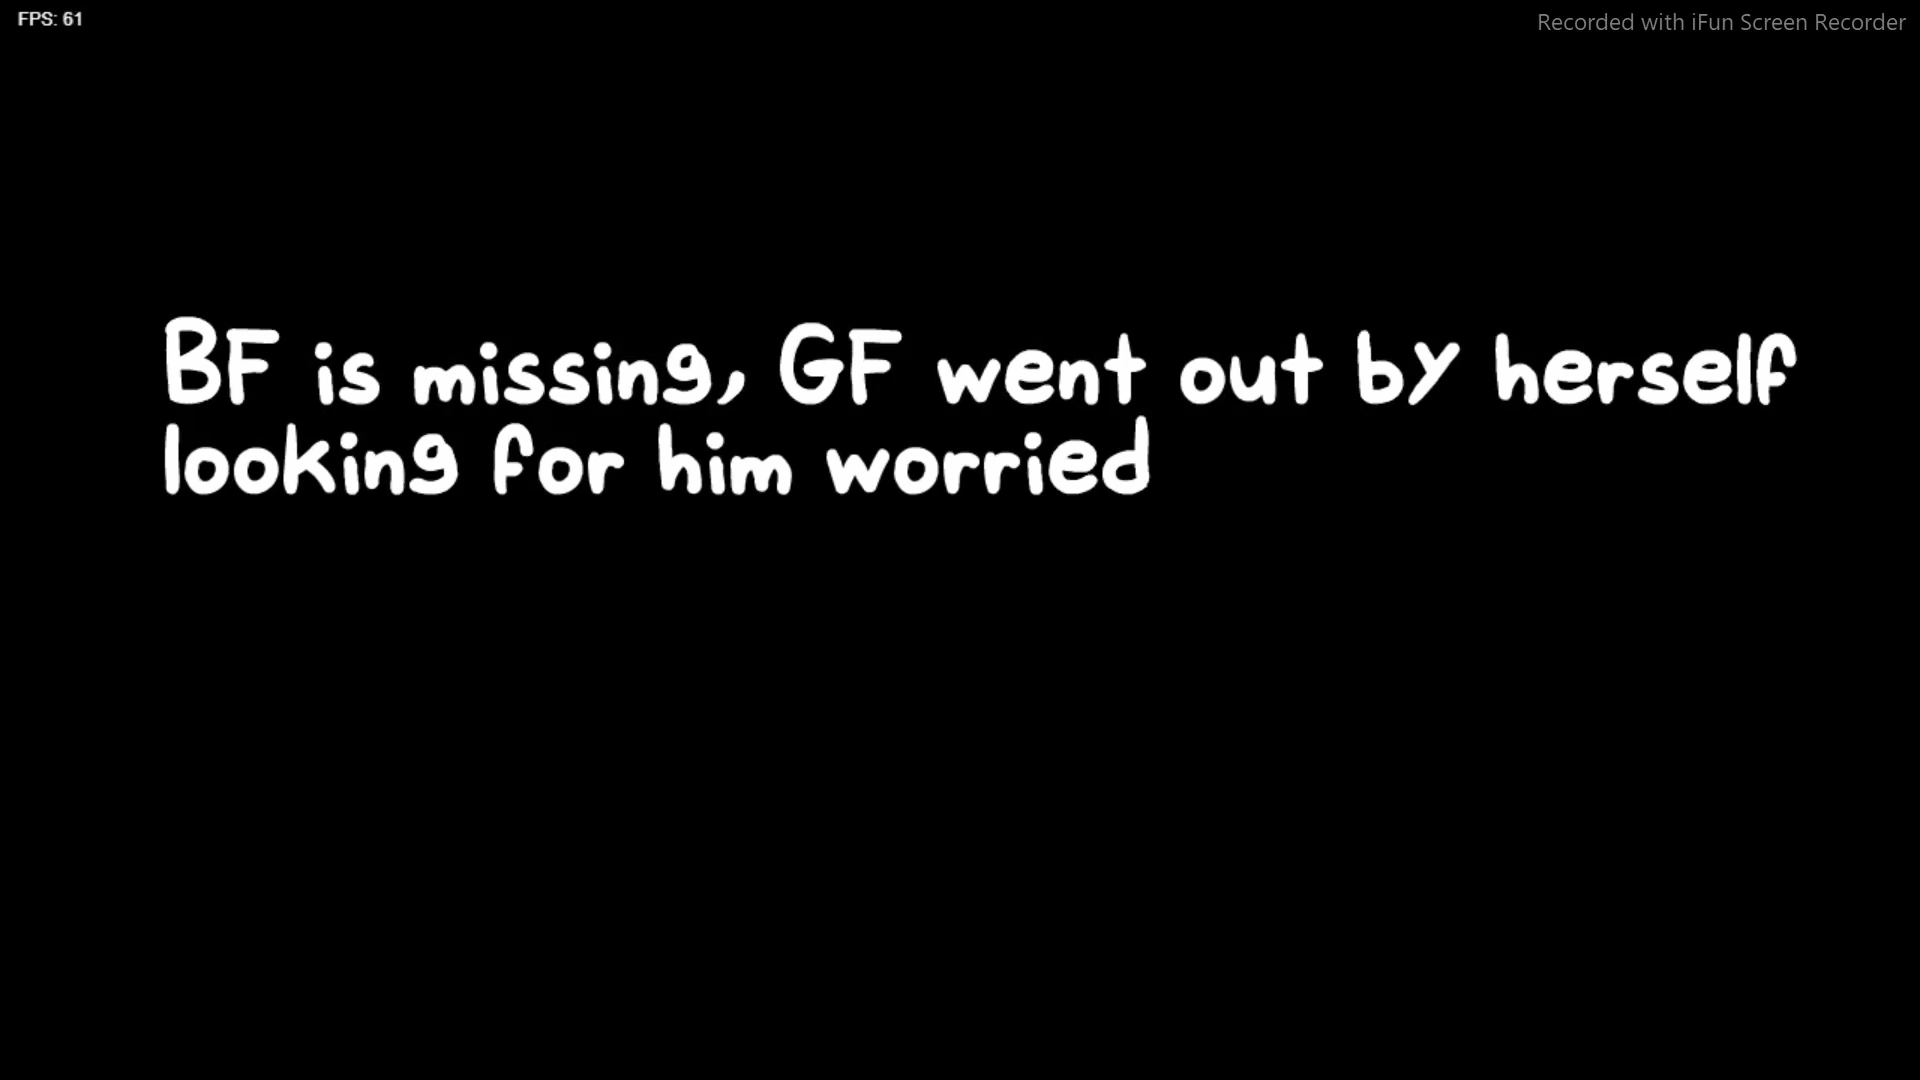 FPS: 61
Recorded with iFun Screen Recorder
BF is missing, GF went out by herself
looking for him worried